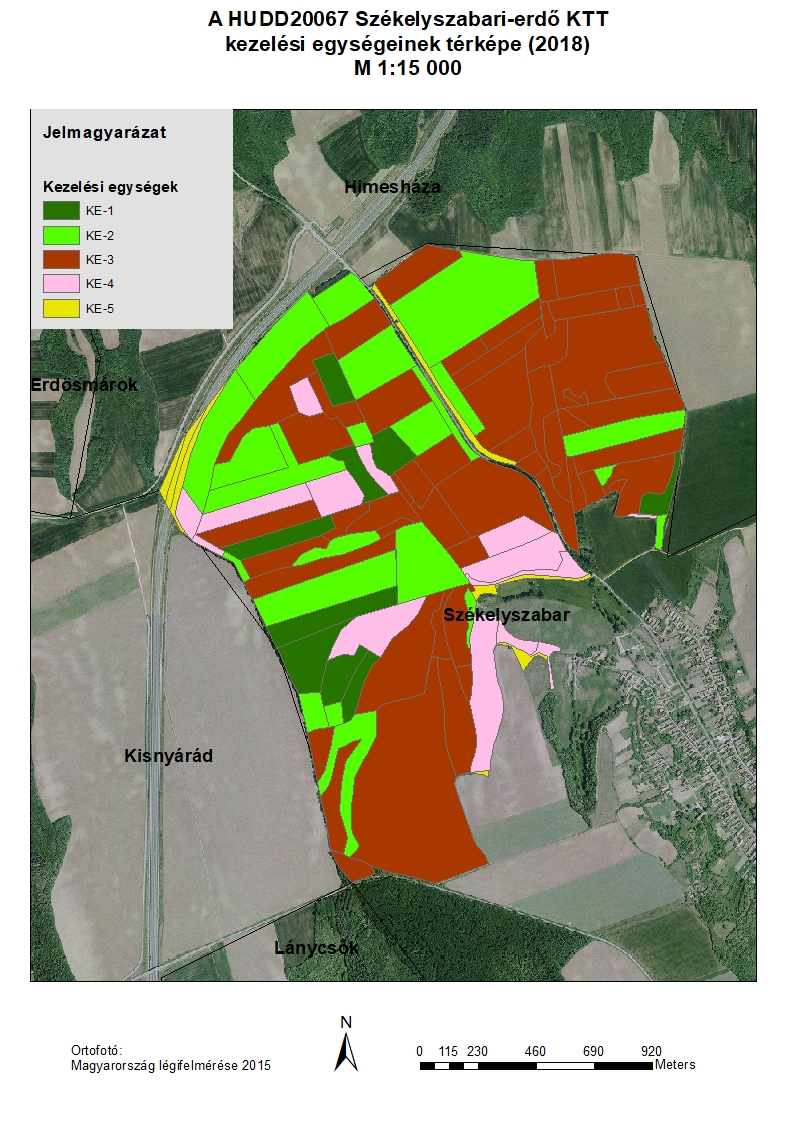 A HUDD20067 Székelyszabari-erdő KTT
kezelési egységeinek térképe (2018)
M 1:15 000
Jelmagyarázat
Kezelési egységek
KE-1
KE-2
KE-3
KE-4
KE-5
Himesháza
Erdősmárok
Székelyszabar
Kisnyárád
Lánycsók
Ortofotó:
Magyarország légifelmérése 2015
N
0 115 230 460 690 920
Meters